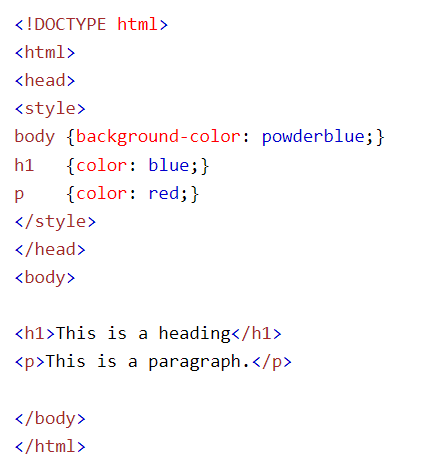 <!DOCTYPE html>
<html>
<head>
<style>
body {background-color: powderblue;}
h1   {color: blue;}
p    {color: red;}
</style>
</head>
<body>

<h1>This is a heading</h1>
<p>This is a paragraph.</p>

</body>
</html>